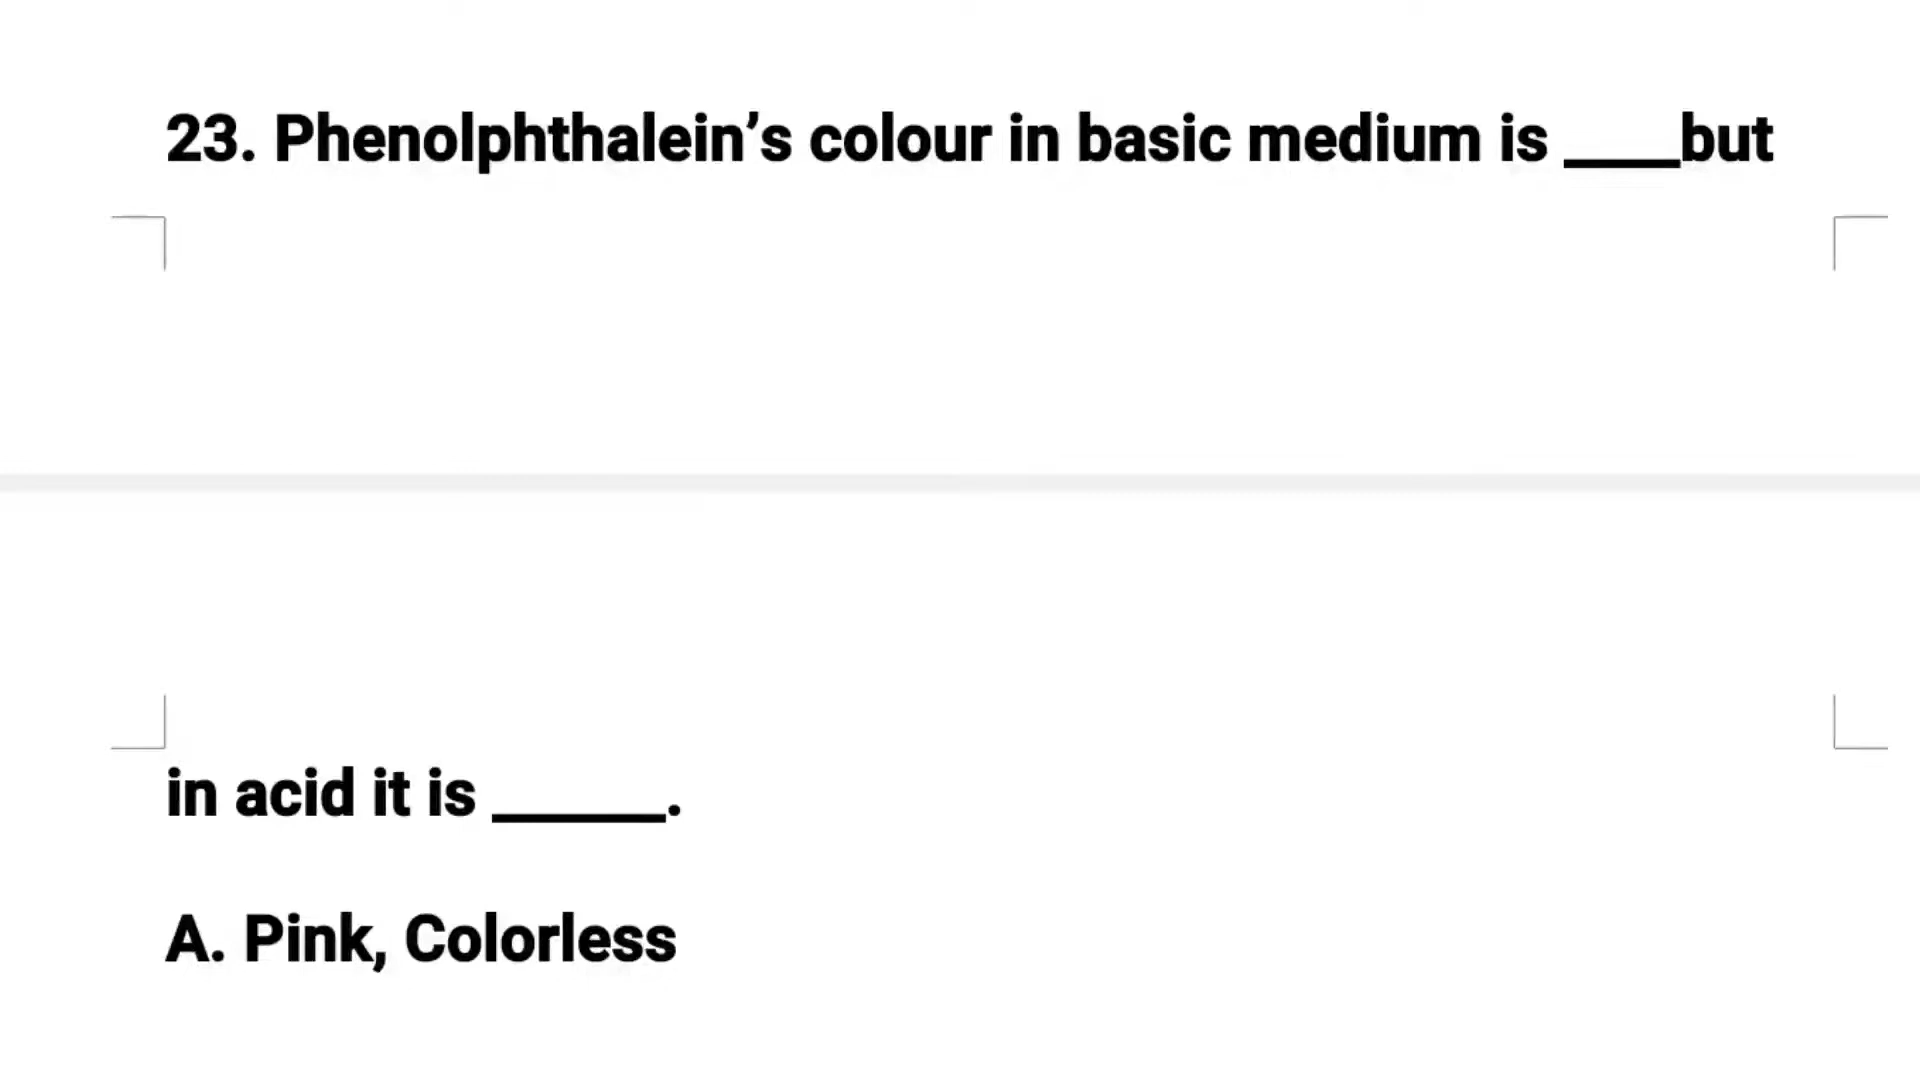 23. Phenolphthalein’s colour in basic medium is ____but
in acid it is ______.
A. Pink, Colorless